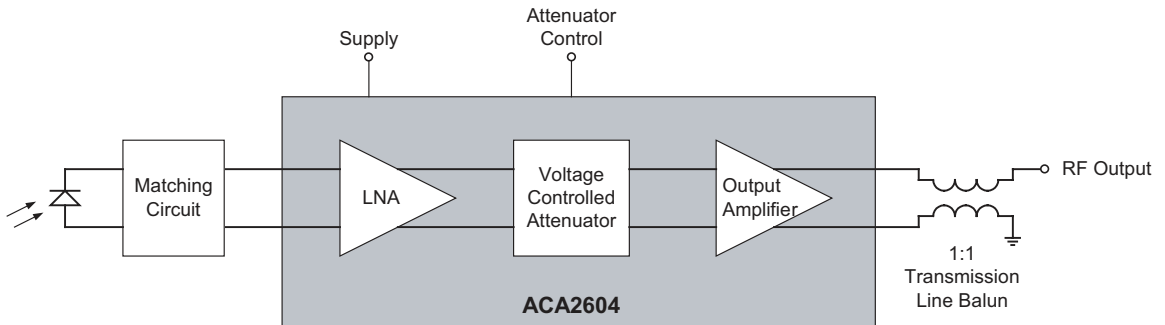 Attenuator
Control
Supply
Matching
Circuit
LNA
Voltage
Controlled
Attenuator
Output
Amplifier
RF Output
1:1
Transmission
Line Balun
ACA2604